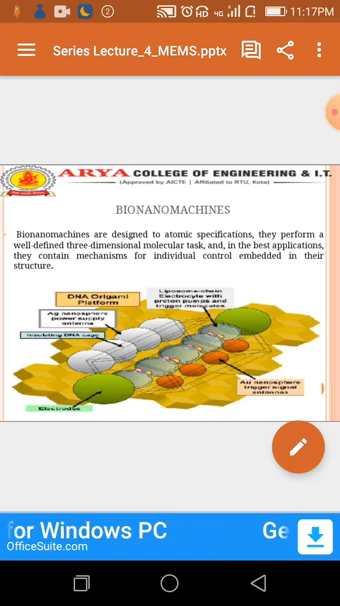 11:17PM
Series Lecture_4_MEMS.pptx
ARYA COLLEGE OF ENGINEERING & I.T.
(Approved by AICTE | Affiliated to RTU, Kota)
BIONANOMACHINES
Bionanomachines are designed to atomic specifications, they perform a
well-defined three-dimensional molecular task, and, in the best applications,
they contain mechanisms for individual control embedded in their
structure.
DNA Origami
Platform
Liposome-chain
Electrocyte with
proton pumps and
trigger molecules
Ag nanosphere
power supply
antenna
Insulating DNA cage
Au nanosphere
trigger signal
antennas
Electrodes
for Windows PC
Ge
OfficeSuite.com